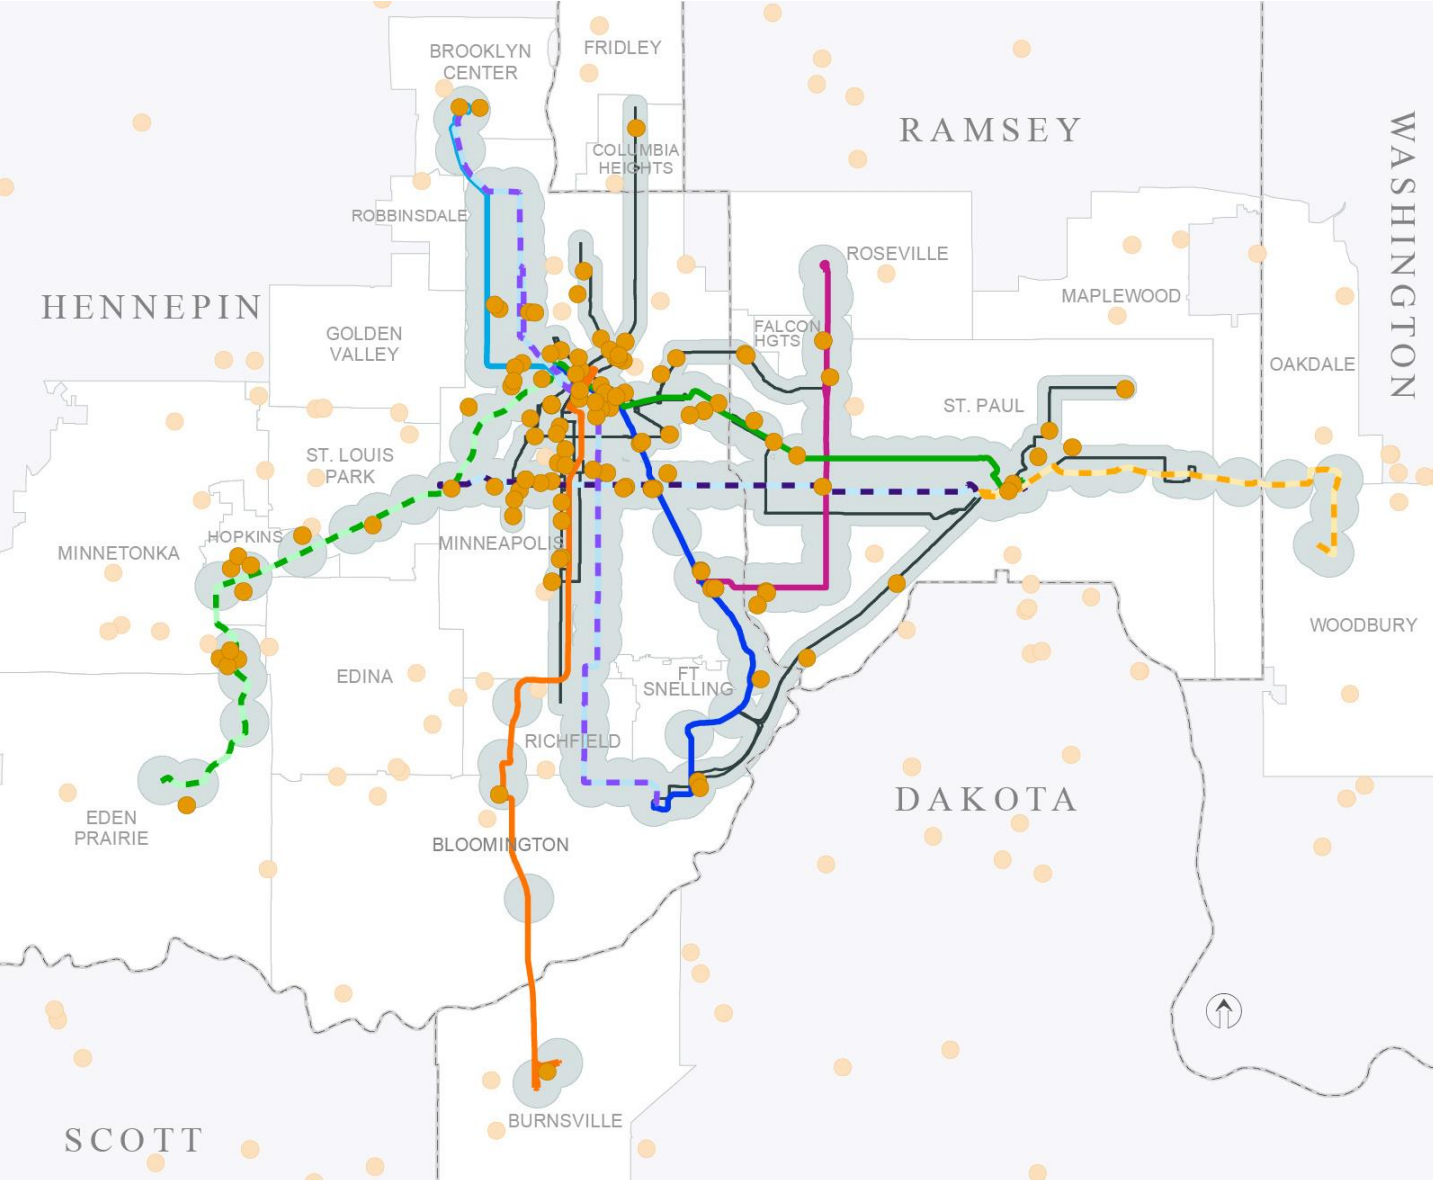 BROOKLYN
CENTER
FRIDLEY
RAMSEY
WASHINGTON
COLUMBIA
HEIGHTS
ROBBINSDALE
ROSEVILLE
HENNEPIN
MAPLEWOOD
GOLDEN
VALLEY
FALCON
HGTS
OAKDALE
ST. PAUL
ST. LOUIS
PARK
HOPKINS
MINNETONKA
MINNEAPOLIS
WOODBURY
EDINA
FT
SNELLING
RICHFIELD
DAKOTA
EDEN
PRAIRIE
BLOOMINGTON
BURNSVILLE
SCOTT